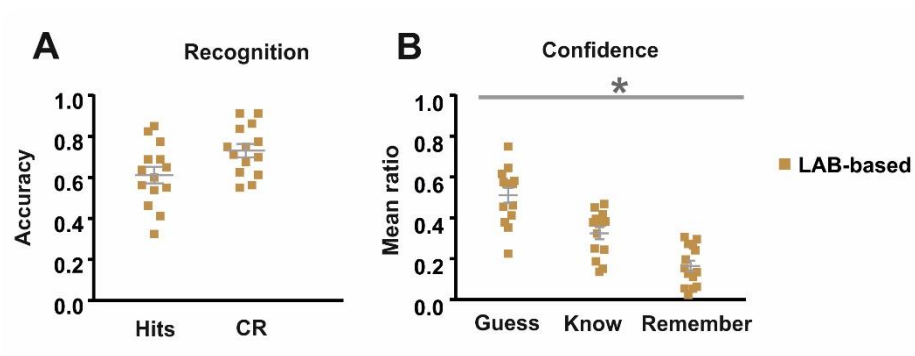 A
Recognition
Accuracy
1.0
0.8
0.6
0.4
0.2
0.0
Hits CR
B
Confidence
*
Mean ratio
1.0
0.8
0.6
0.4
0.2
0.0
Guess Know Remember
LAB-based